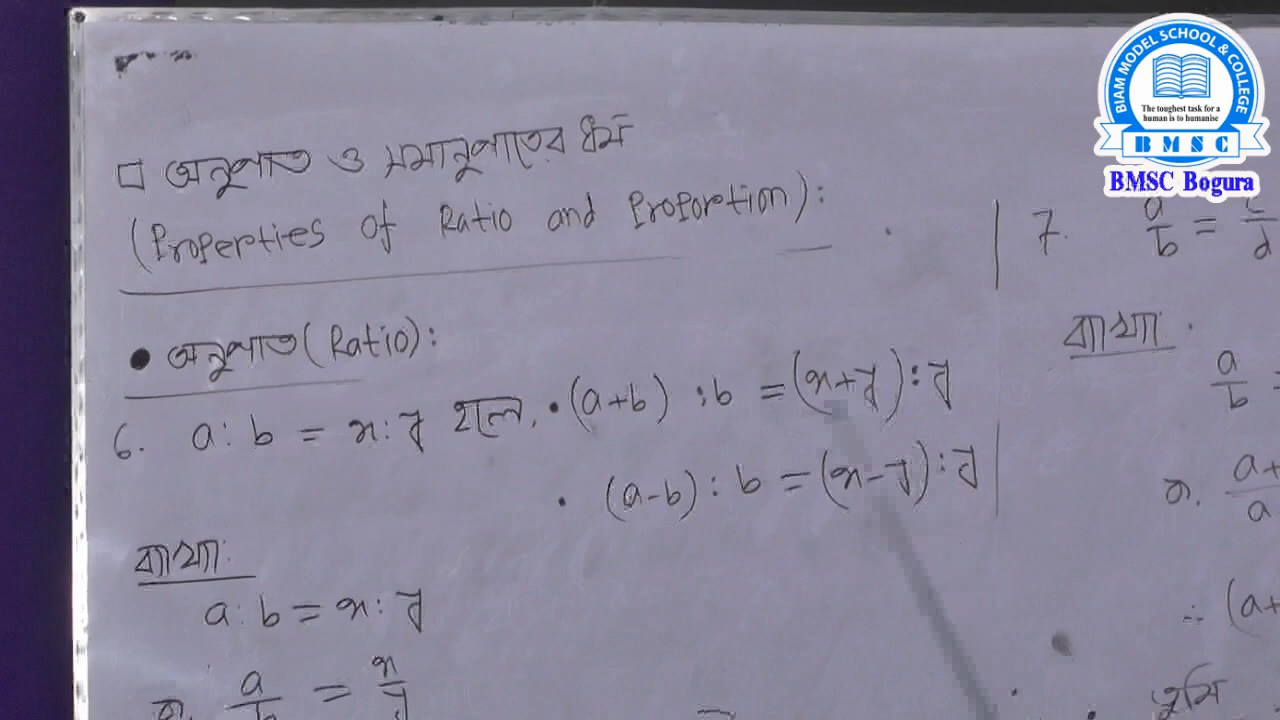 □ অনুপাত ও সমানুপাতের ধর্ম
(Properties of Ratio and Proportion):
● অনুপাত (Ratio):
6. a : b = x : y হলে, • (a+b) : b = (x+y) : y
• (a-b) : b = (x-y) : y
ব্যাখ্যা:
a : b = x : y
বা, a/b = x/y
7. a/b = c/d
ব্যাখ্যা:
a/b =
বা, a+/a
∴ (a+
তুমি
BIAM MODEL SCHOOL & COLLEGE
The toughest task for a
human is to humanise
BMSC
BMSC Bogura